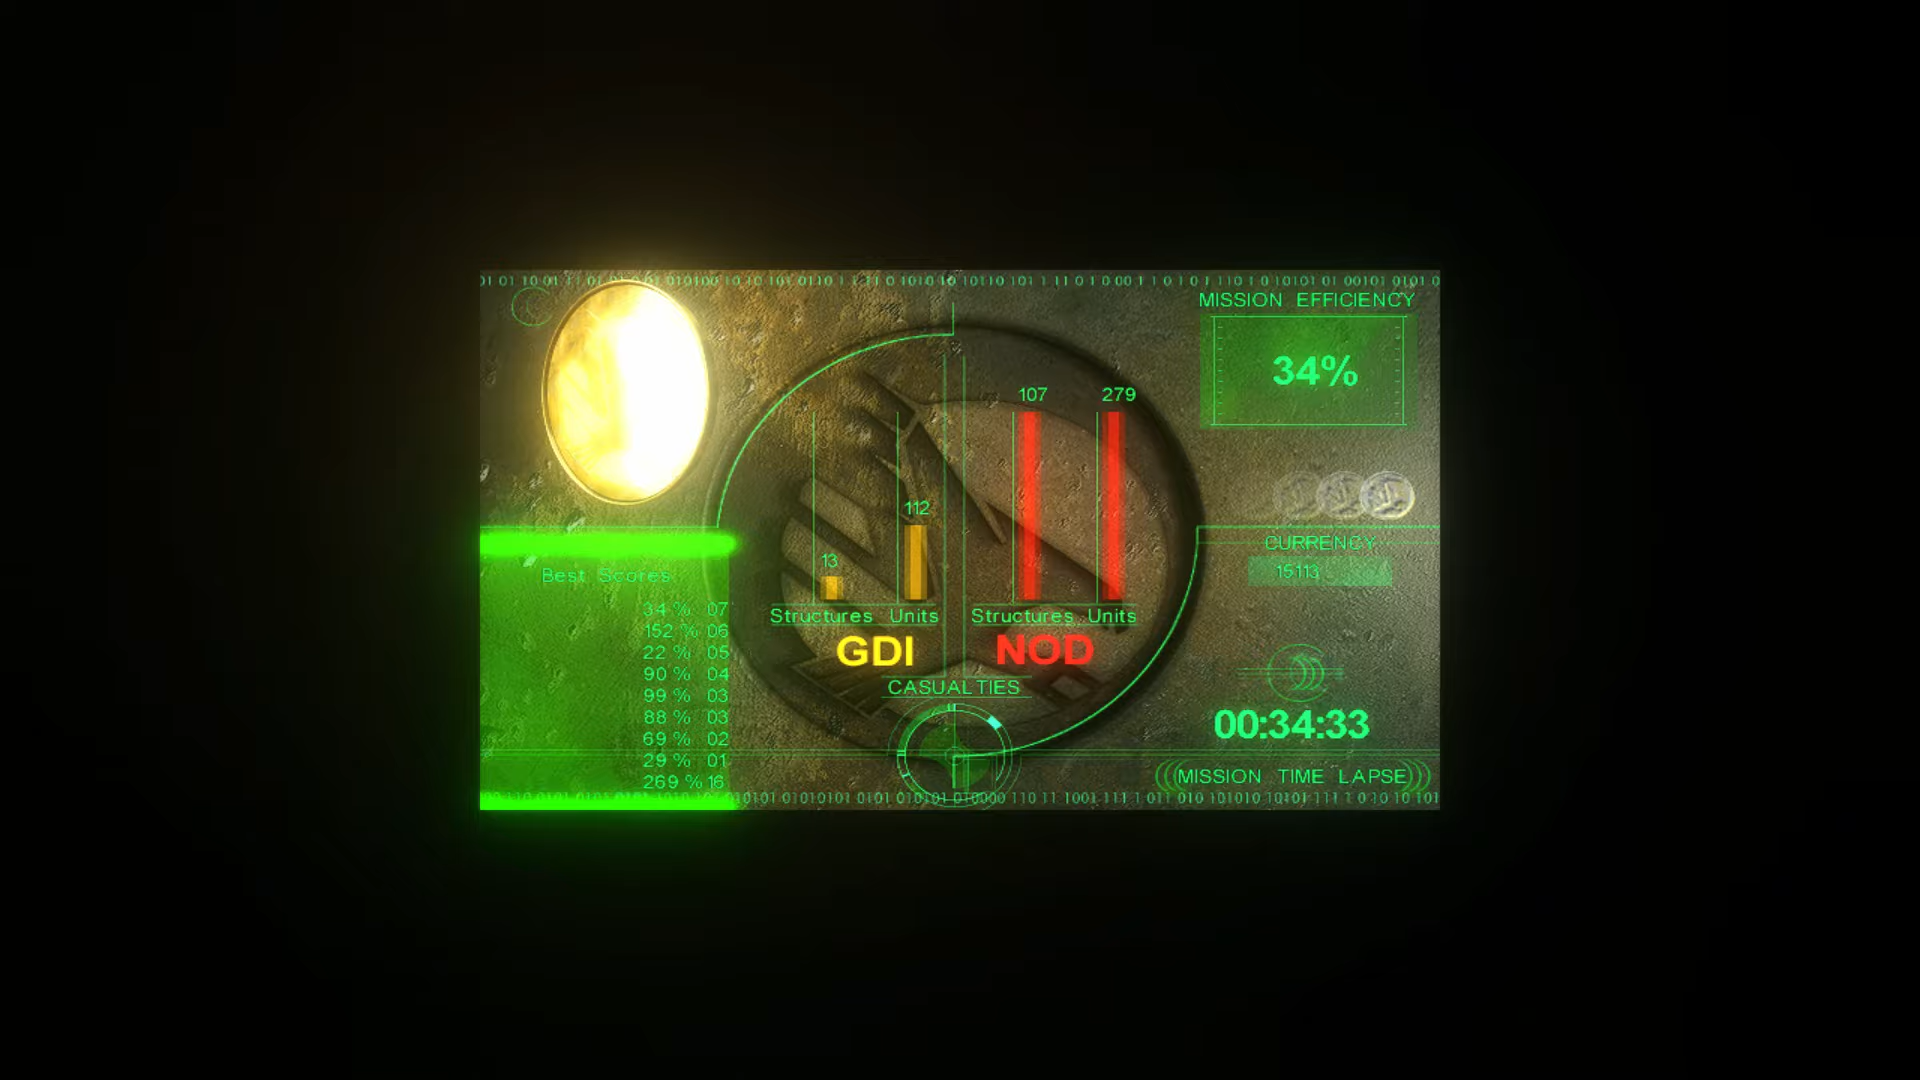 MISSION EFFICIENCY
34%
107 279
112
13
Structures Units Structures Units
GDI NOD
CASUALTIES
CURRENCY
15113
Best Scores
34 % 07
152 % 06
22 % 05
90 % 04
99 % 03
88 % 03
69 % 02
29 % 01
269 % 16
00:34:33
MISSION TIME LAPSE